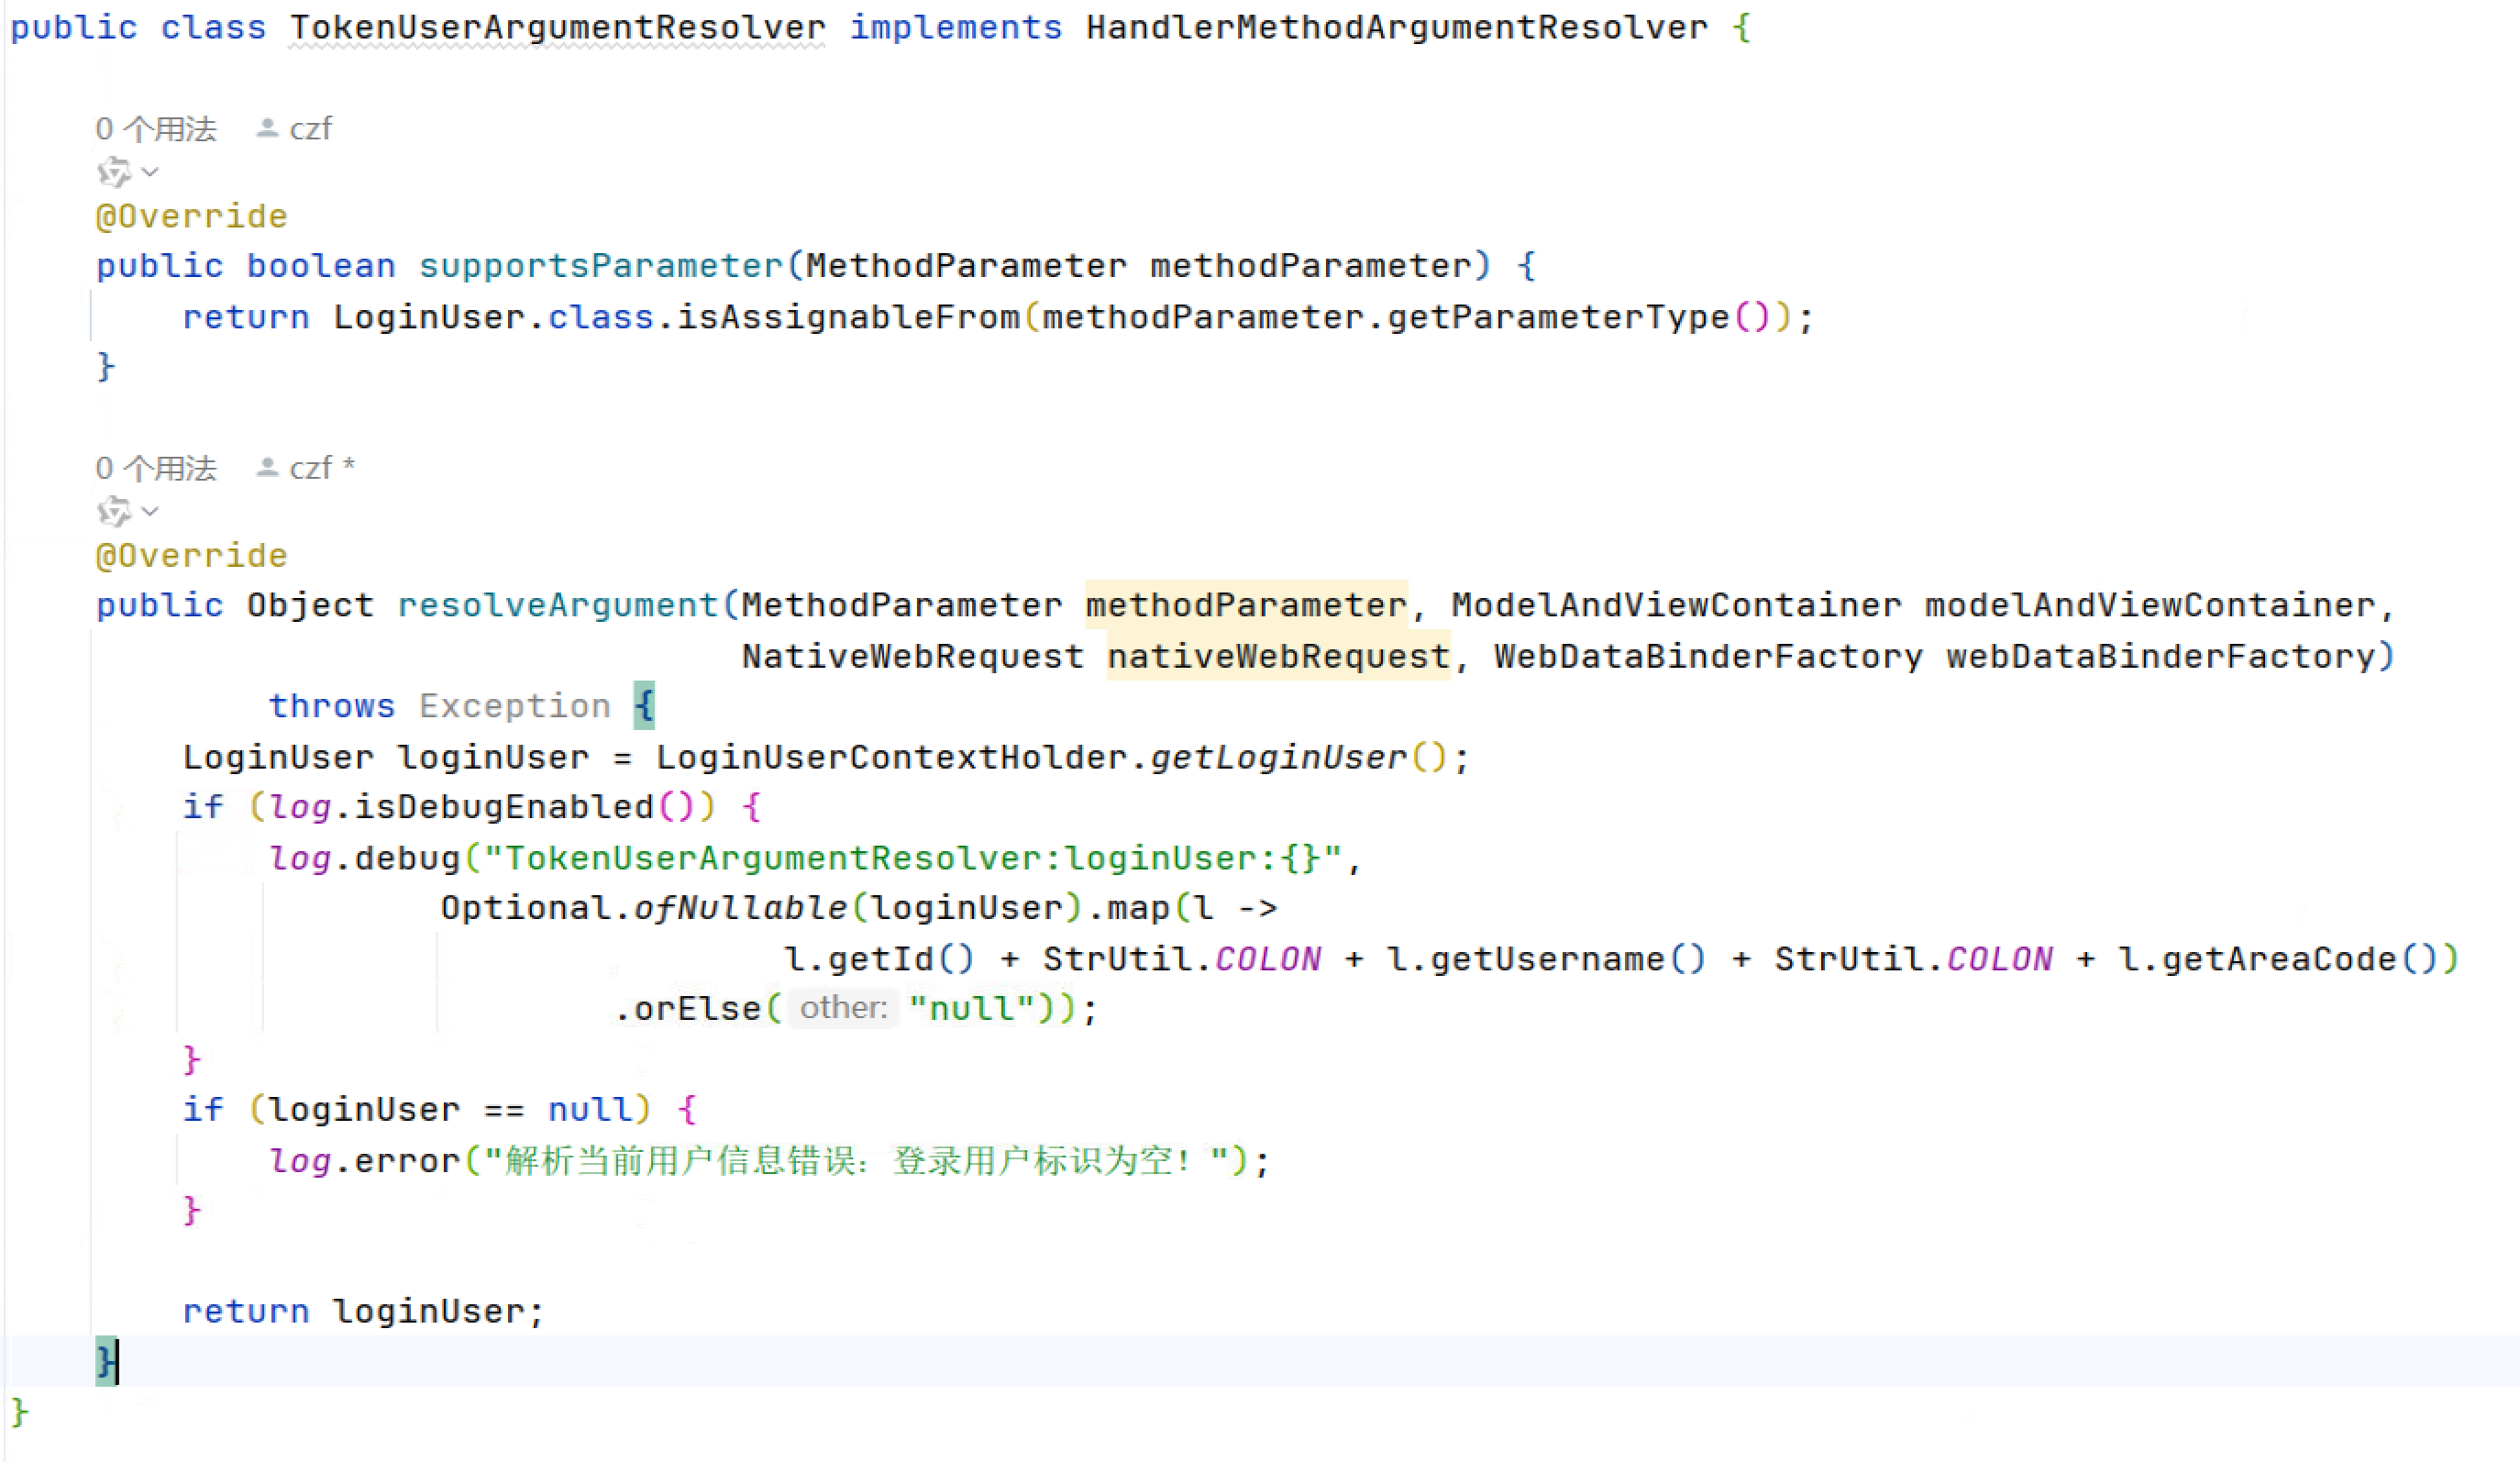 public class TokenUserArgumentResolver implements HandlerMethodArgumentResolver {
0 个用法 czf
@Override
public boolean supportsParameter(MethodParameter methodParameter) {
return LoginUser.class.isAssignableFrom(methodParameter.getParameterType());
}
0 个用法 czf *
@Override
public Object resolveArgument(MethodParameter methodParameter, ModelAndViewContainer modelAndViewContainer,
NativeWebRequest nativeWebRequest, WebDataBinderFactory webDataBinderFactory)
throws Exception {
LoginUser loginUser = LoginUserContextHolder.getLoginUser();
if (log.isDebugEnabled()) {
log.debug("TokenUserArgumentResolver:loginUser:{}",
Optional.ofNullable(loginUser).map(l ->
l.getId() + StrUtil.COLON + l.getUsername() + StrUtil.COLON + l.getAreaCode())
.orElse( other: "null"));
}
if (loginUser == null) {
log.error("解析当前用户信息错误：登录用户标识为空！");
}
return loginUser;
}
}